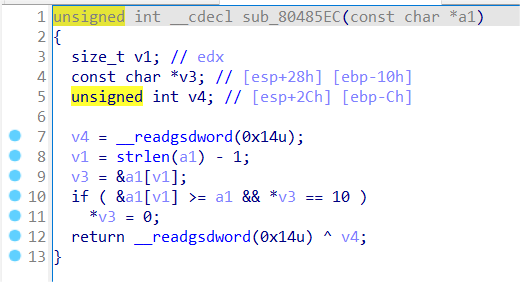 1 unsigned int __cdecl sub_80485EC(const char *a1)
2 {
3 size_t v1; // edx
4 const char *v3; // [esp+28h] [ebp-10h]
5 unsigned int v4; // [esp+2Ch] [ebp-Ch]
6
7 v4 = __readgsdword(0x14u);
8 v1 = strlen(a1) - 1;
9 v3 = &a1[v1];
10 if ( &a1[v1] >= a1 && *v3 == 10 )
11 *v3 = 0;
12 return __readgsdword(0x14u) ^ v4;
13 }